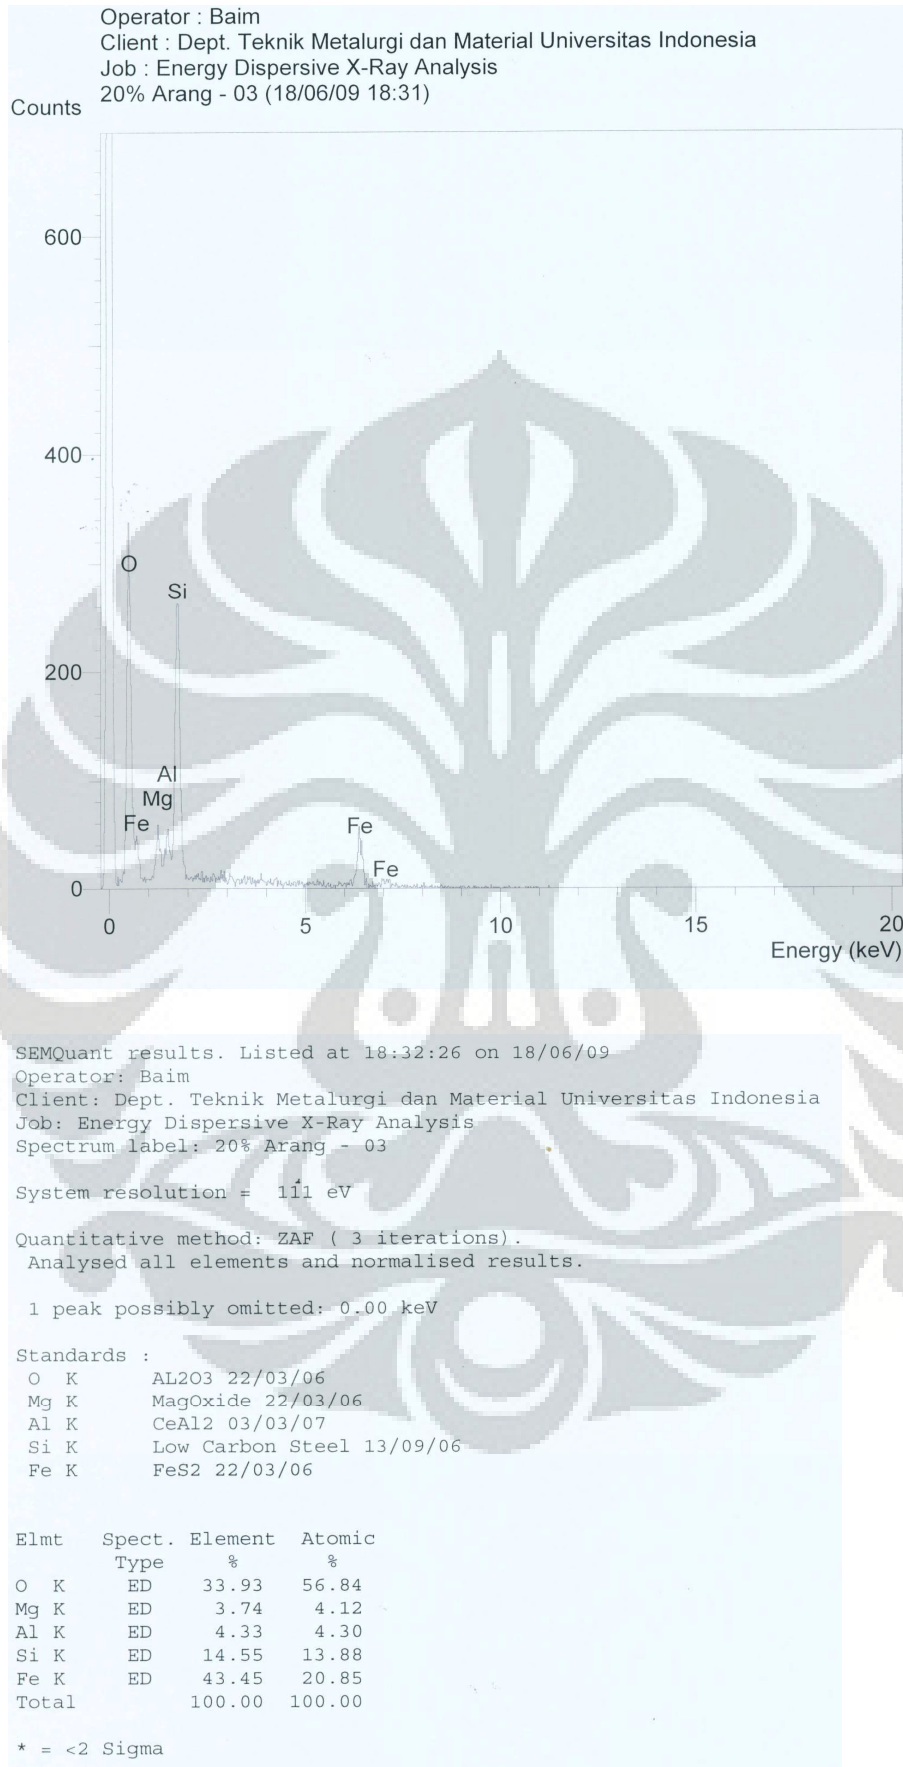 Operator : Baim
Client : Dept. Teknik Metalurgi dan Material Universitas Indonesia
Job : Energy Dispersive X-Ray Analysis
20% Arang - 03 (18/06/09 18:31)
Counts
600
400
O
Si
200
Al
Mg
Fe
Fe
Fe
0
0 5 10 15 20
Energy (keV)
SEMQuant results. Listed at 18:32:26 on 18/06/09
Operator: Baim
Client: Dept. Teknik Metalurgi dan Material Universitas Indonesia
Job: Energy Dispersive X-Ray Analysis
Spectrum label: 20% Arang - 03
System resolution = 111 eV
Quantitative method: ZAF ( 3 iterations).
Analysed all elements and normalised results.
1 peak possibly omitted: 0.00 keV
Standards :
O K AL2O3 22/03/06
Mg K MagOxide 22/03/06
Al K CeAl2 03/03/07
Si K Low Carbon Steel 13/09/06
Fe K FeS2 22/03/06
Elmt Spect. Element Atomic
Type % %
O K ED 33.93 56.84
Mg K ED 3.74 4.12
Al K ED 4.33 4.30
Si K ED 14.55 13.88
Fe K ED 43.45 20.85
Total 100.00 100.00
* = <2 Sigma